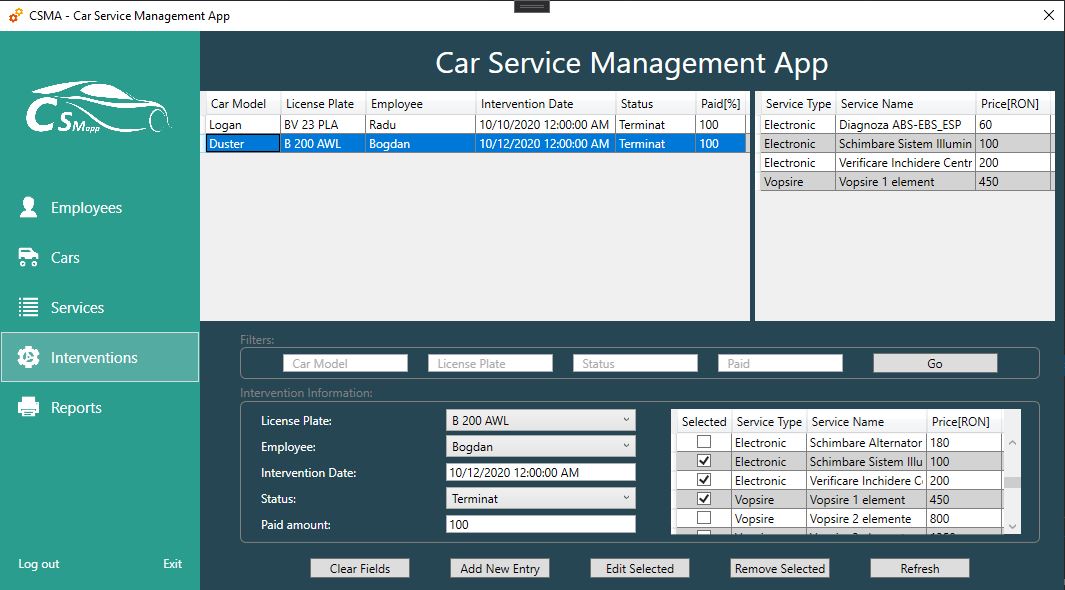 CSMA - Car Service Management App
Car Service Management App
CSMapp
Employees
Cars
Services
Interventions
Reports
Log out Exit
Car Model License Plate Employee Intervention Date Status Paid[%]
Logan BV 23 PLA Radu 10/10/2020 12:00:00 AM Terminat 100
Duster B 200 AWL Bogdan 10/12/2020 12:00:00 AM Terminat 100
Service Type Service Name Price[RON]
Electronic Diagnoza ABS-EBS_ESP 60
Electronic Schimbare Sistem Illumin 100
Electronic Verificare Inchidere Centr 200
Vopsire Vopsire 1 element 450
Filters:
Car Model License Plate Status Paid Go
Intervention Information:
License Plate: B 200 AWL
Employee: Bogdan
Intervention Date: 10/12/2020 12:00:00 AM
Status: Terminat
Paid amount: 100
Selected Service Type Service Name Price[RON]
Electronic Schimbare Alternator 180
Electronic Schimbare Sistem Illu 100
Electronic Verificare Inchidere C 200
Vopsire Vopsire 1 element 450
Vopsire Vopsire 2 elemente 800
Clear Fields Add New Entry Edit Selected Remove Selected Refresh